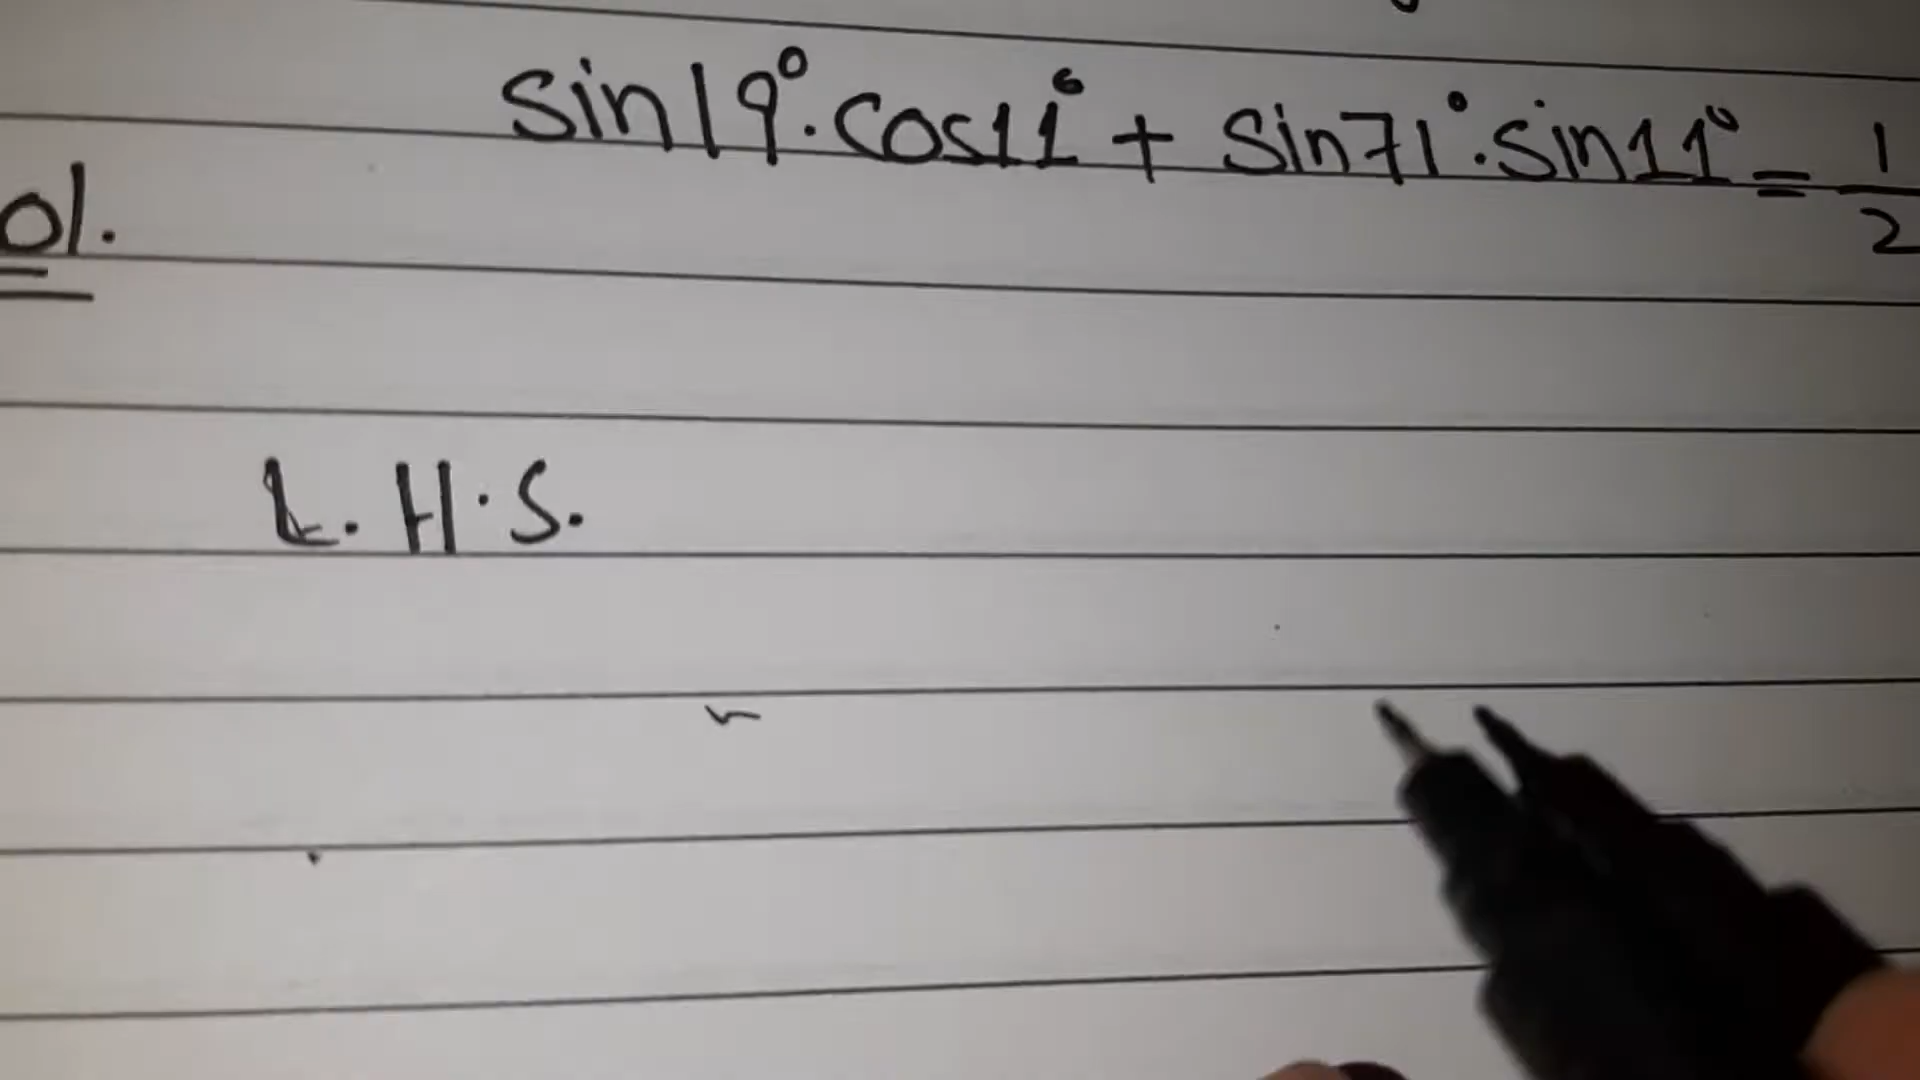 sin19°.cos11° + sin71°.sin11° = 1/2
ol.
L.H.S.